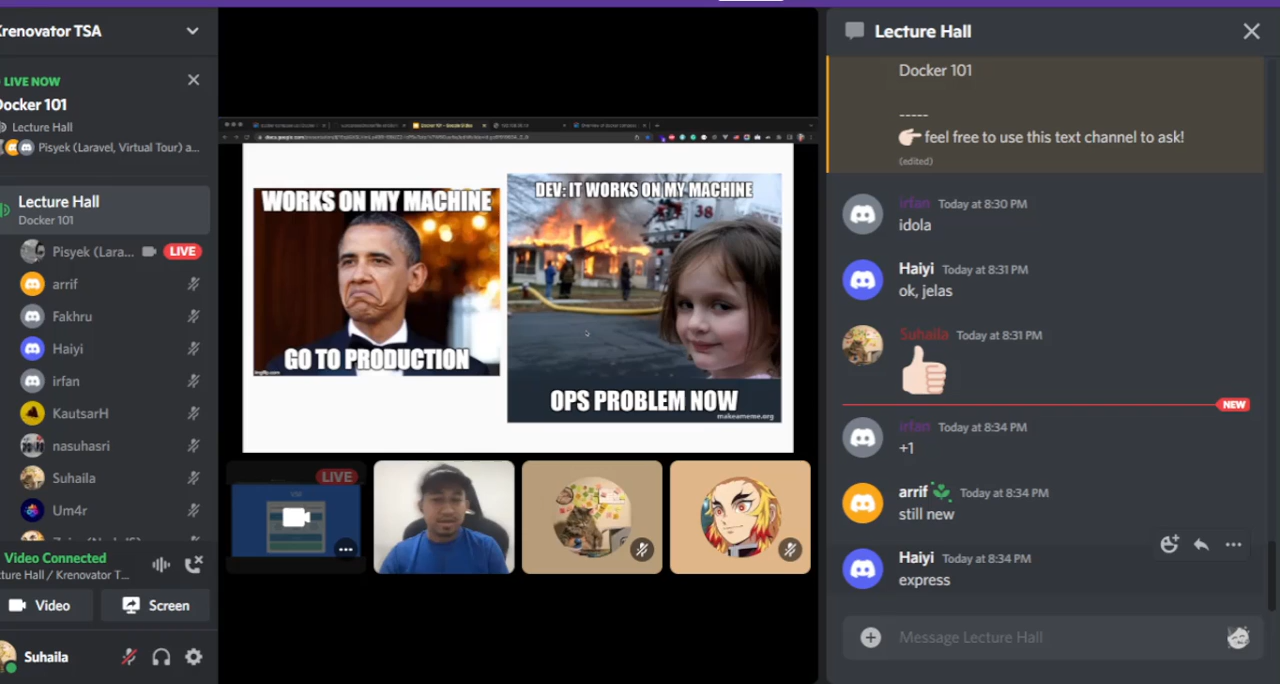 Krenovator TSA
LIVE NOW
Docker 101
Lecture Hall
Pisyek (Laravel, Virtual Tour) a...
Lecture Hall
Docker 101
Pisyek (Lara...
LIVE
arrif
Fakhru
Haiyi
irfan
KautsarH
nasuhasri
Suhaila
Um4r
Video Connected
cture Hall / Krenovator T...
Video
Screen
Suhaila
WORKS ON MY MACHINE
GO TO PRODUCTION
imgflip.com
DEV: IT WORKS ON MY MACHINE
38
OPS PROBLEM NOW
makeameme.org
LIVE
Lecture Hall
Docker 101
-----
feel free to use this text channel to ask!
(edited)
irfan Today at 8:30 PM
idola
Haiyi Today at 8:31 PM
ok, jelas
Suhaila Today at 8:31 PM
NEW
irfan Today at 8:34 PM
+1
arrif Today at 8:34 PM
still new
Haiyi Today at 8:34 PM
express
Message Lecture Hall